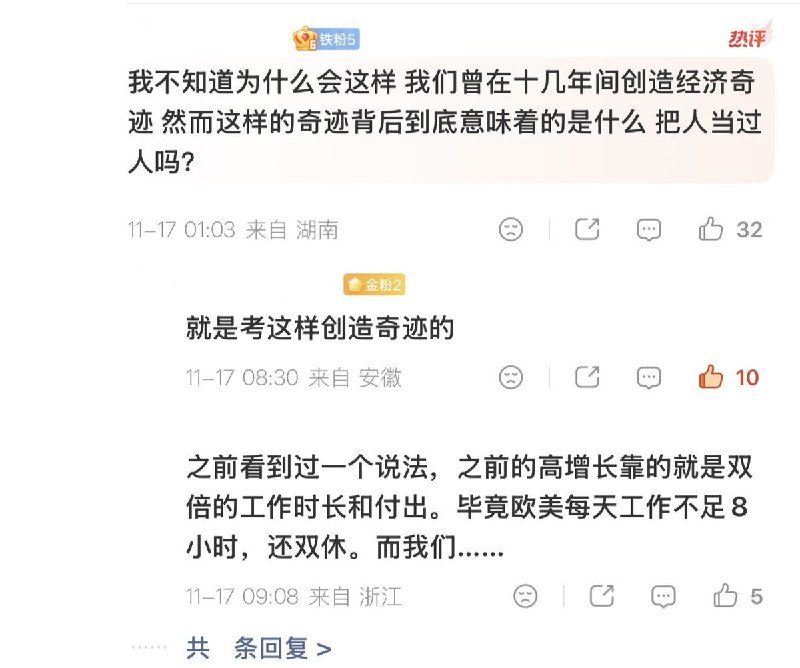 铁粉5
热评
我不知道为什么会这样 我们曾在十几年间创造经济奇
迹 然而这样的奇迹背后到底意味着的是什么 把人当过
人吗?
11-17 01:03 来自 湖南 32
金粉2
就是考这样创造奇迹的
11-17 08:30 来自 安徽 10
之前看到过一个说法，之前的高增长靠的就是双
倍的工作时长和付出。毕竟欧美每天工作不足8
小时，还双休。而我们......
11-17 09:08 来自 浙江 5
······ 共 条回复 >